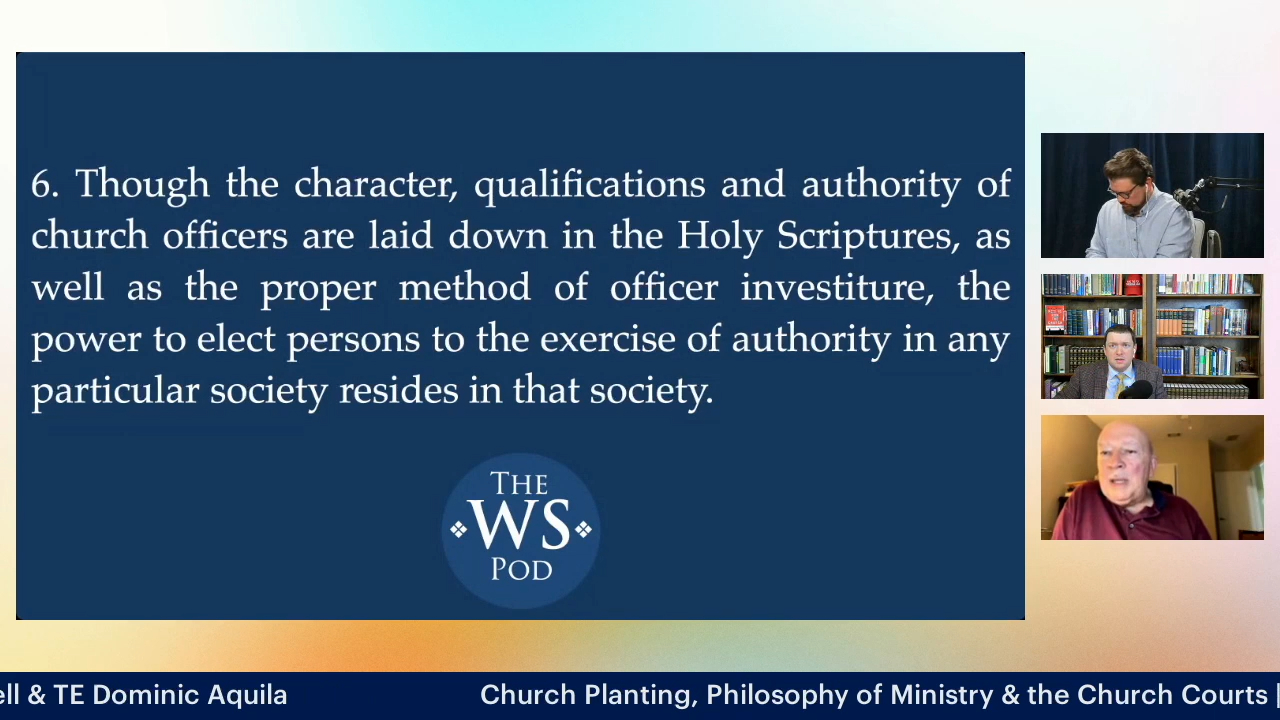 6. Though the character, qualifications and authority of
church officers are laid down in the Holy Scriptures, as
well as the proper method of officer investiture, the
power to elect persons to the exercise of authority in any
particular society resides in that society.
THE
WS
POD
ell & TE Dominic Aquila
Church Planting, Philosophy of Ministry & the Church Courts |